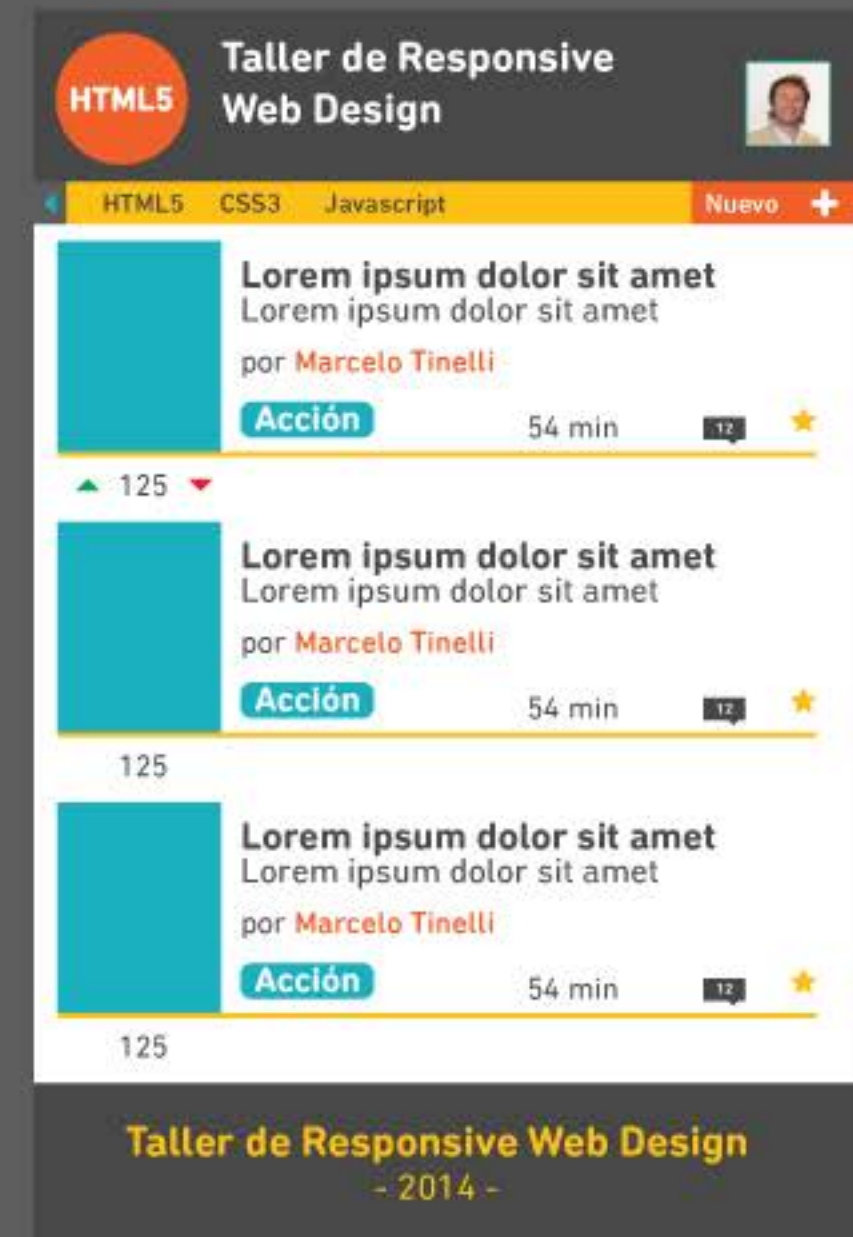 HTML5
Taller de Responsive
Web Design
HTML5 CSS3 Javascript Nuevo +
Lorem ipsum dolor sit amet
Lorem ipsum dolor sit amet
por Marcelo Tinelli
Acción 54 min 12
125
Lorem ipsum dolor sit amet
Lorem ipsum dolor sit amet
por Marcelo Tinelli
Acción 54 min 12
125
Lorem ipsum dolor sit amet
Lorem ipsum dolor sit amet
por Marcelo Tinelli
Acción 54 min 12
125
Taller de Responsive Web Design
- 2014 -